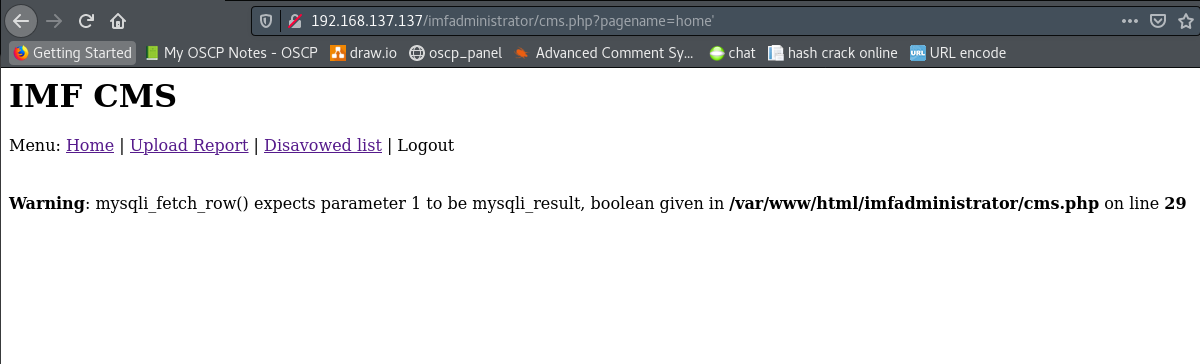 192.168.137.137/imfadministrator/cms.php?pagename=home'
Getting Started My OSCP Notes - OSCP draw.io oscp_panel Advanced Comment Sy... chat hash crack online URL URL encode
IMF CMS
Menu: Home | Upload Report | Disavowed list | Logout
Warning: mysqli_fetch_row() expects parameter 1 to be mysqli_result, boolean given in /var/www/html/imfadministrator/cms.php on line 29